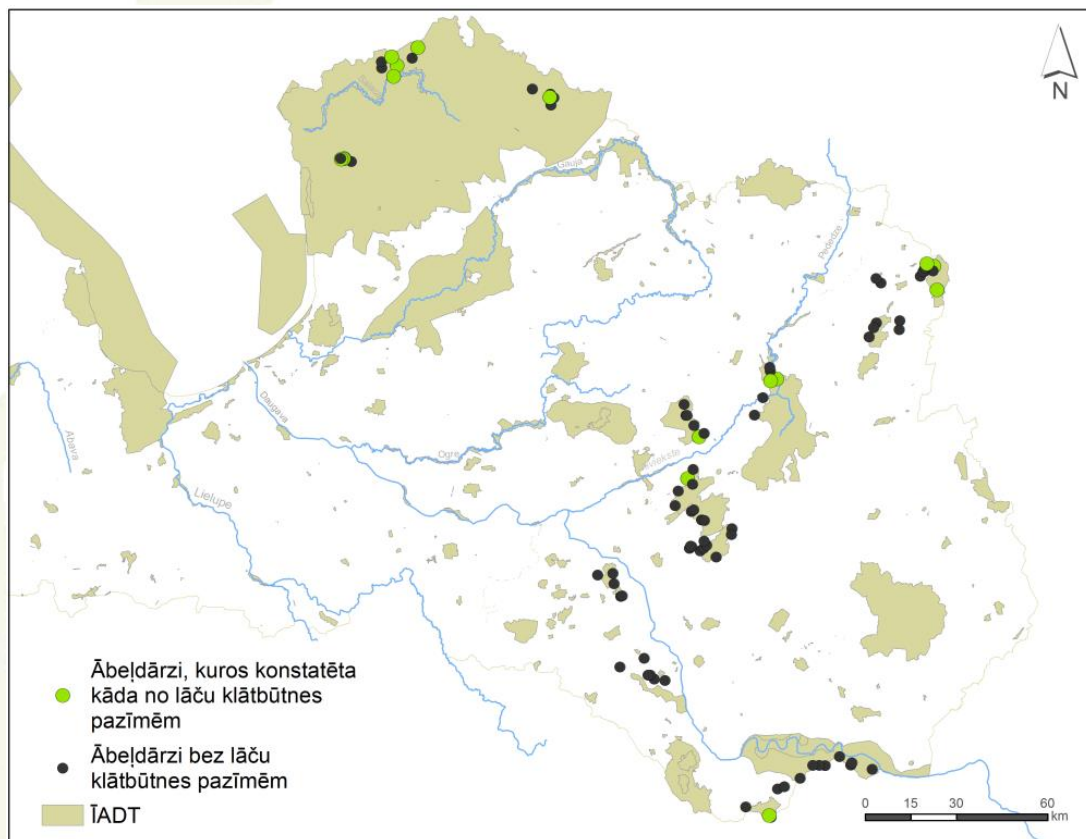 N
Salaca
Gauja
Pededze
Daugava
Abava
Ogre
Aiviekste
Lielupe
Ābeļdārzi, kuros konstatēta
kāda no lāču klātbūtnes
pazīmēm
Ābeļdārzi bez lāču
klātbūtnes pazīmēm
ĪADT
0 15 30 60
km